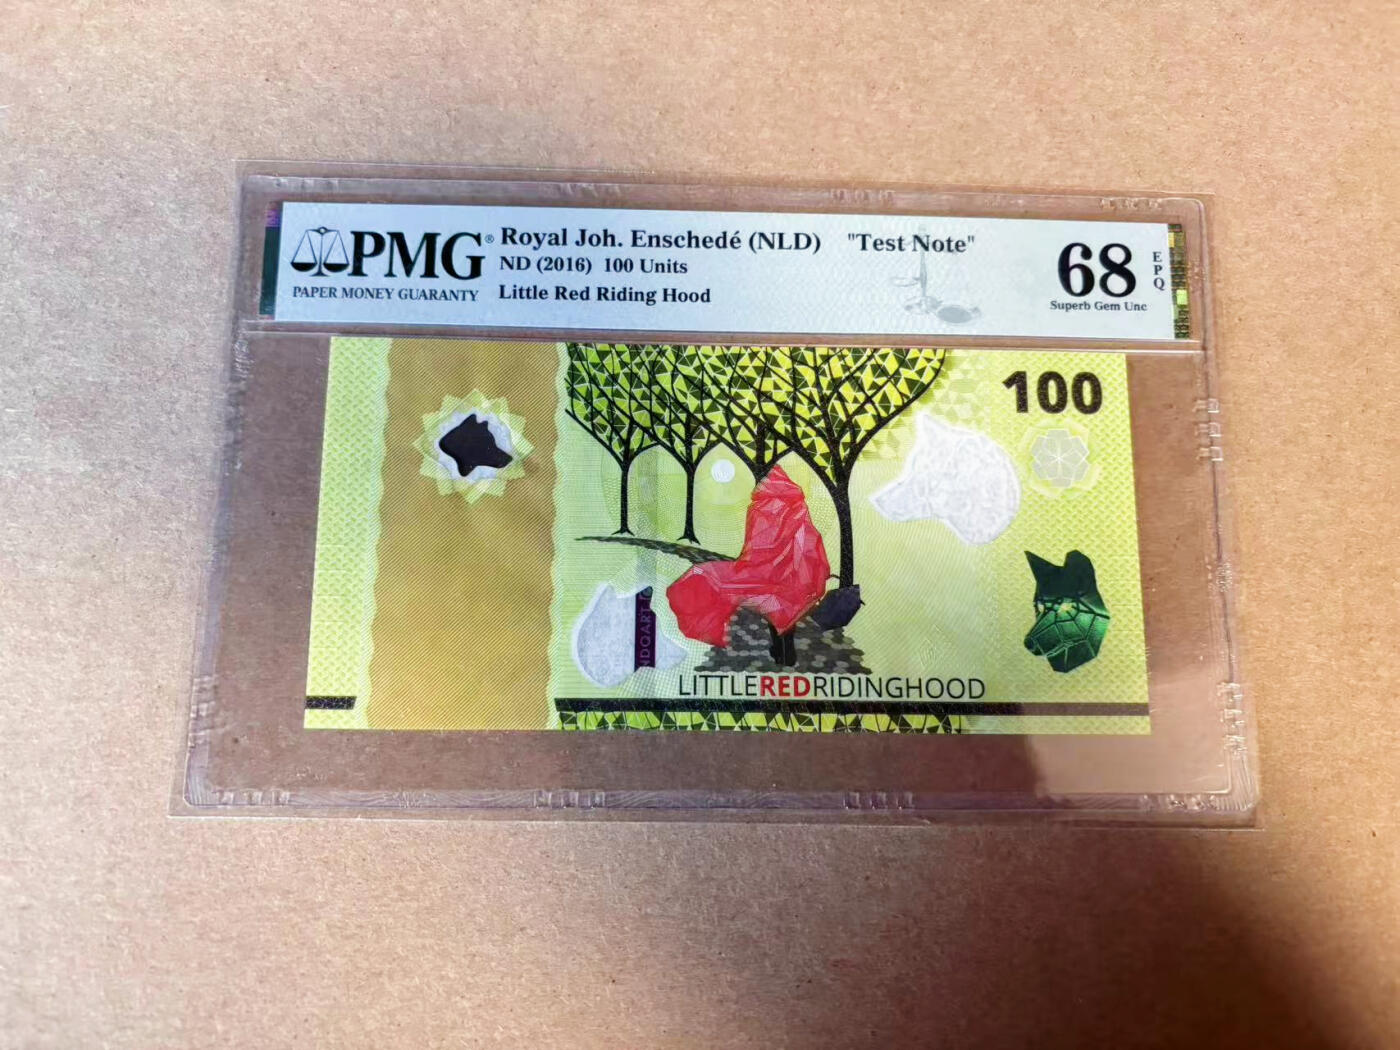 PMG® Royal Joh. Enschedé (NLD) "Test Note"
ND (2016) 100 Units
PAPER MONEY GUARANTY Little Red Riding Hood
68 EPQ
Superb Gem Unc
100
LITTLEREDRIDINGHOOD